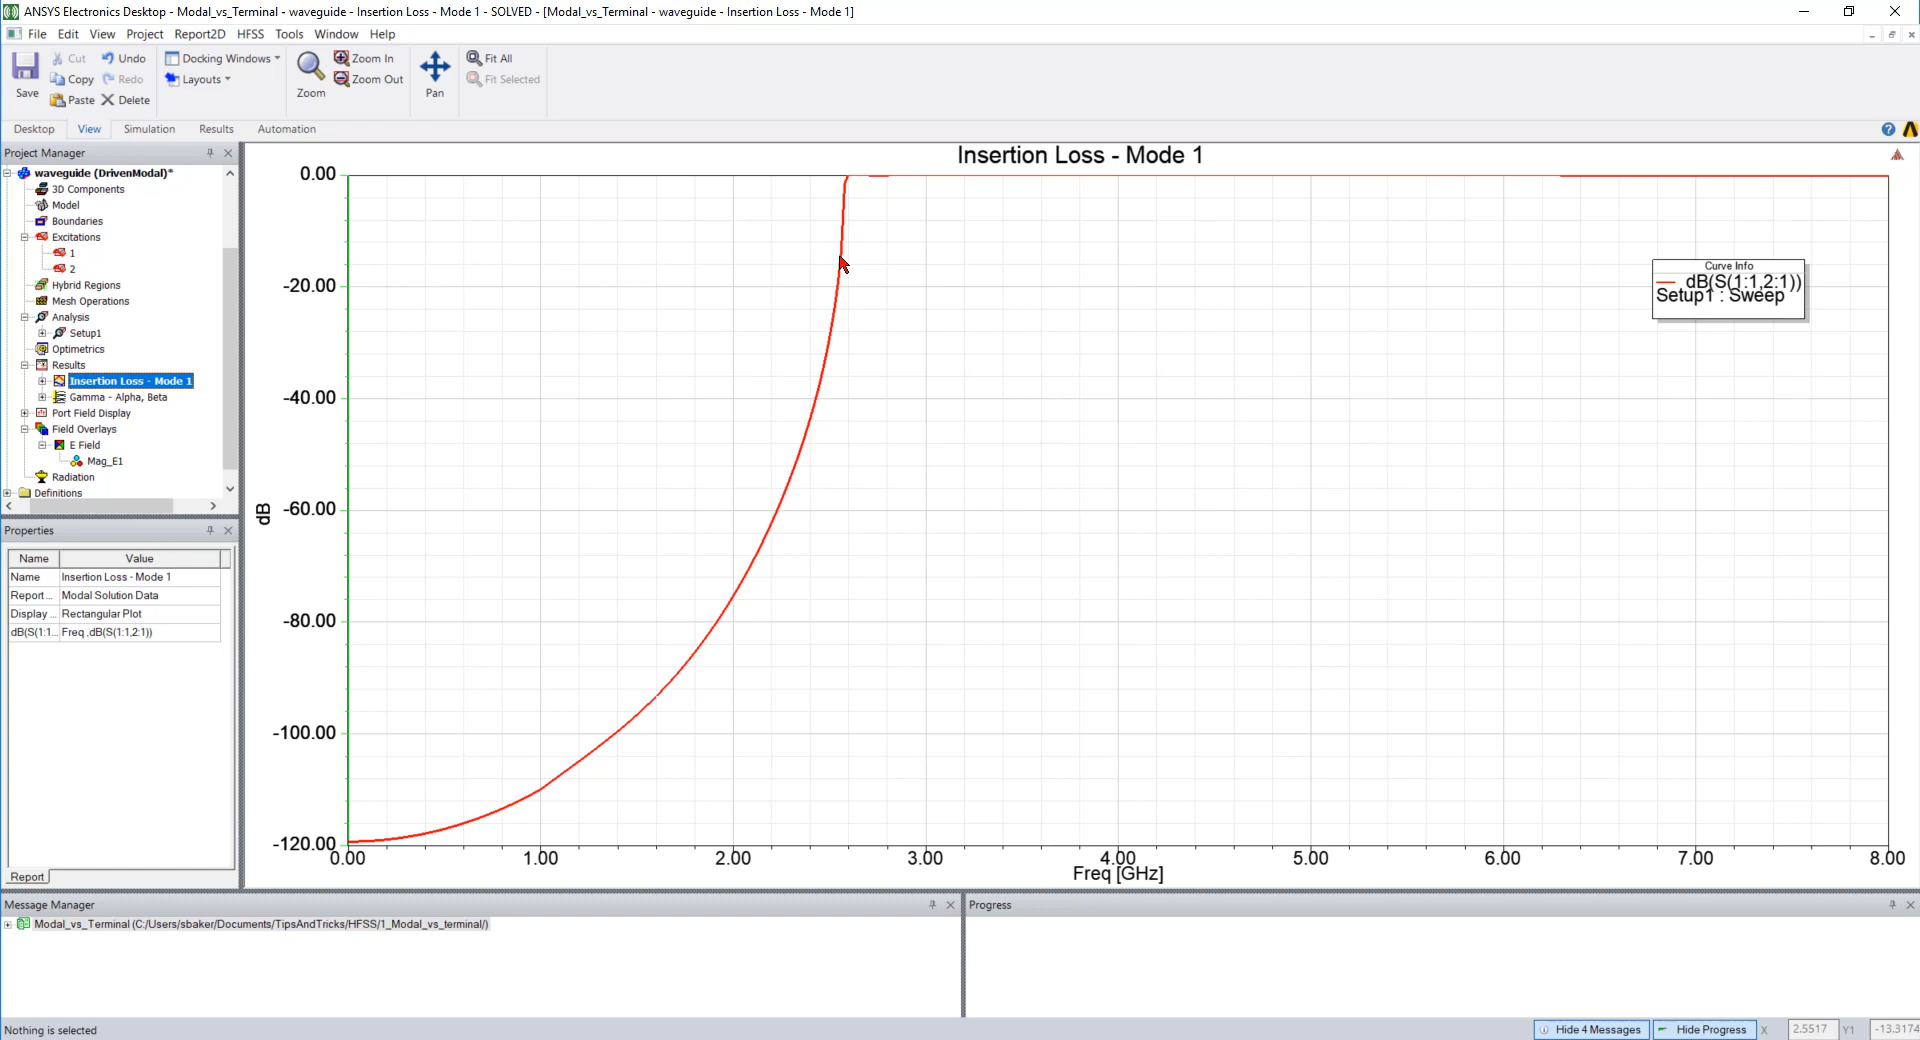 ANSYS Electronics Desktop - Modal_vs_Terminal - waveguide - Insertion Loss - Mode 1 - SOLVED - [Modal_vs_Terminal - waveguide - Insertion Loss - Mode 1]
File Edit View Project Report2D HFSS Tools Window Help
Save
Cut
Copy
Paste
Undo
Redo
Delete
Docking Windows
Layouts
Zoom
Zoom In
Zoom Out
Pan
Fit All
Fit Selected
Desktop View Simulation Results Automation
Project Manager
waveguide (DrivenModal)*
3D Components
Model
Boundaries
Excitations
1
2
Hybrid Regions
Mesh Operations
Analysis
Setup1
Optimetrics
Results
Insertion Loss - Mode 1
Gamma - Alpha, Beta
Port Field Display
Field Overlays
E Field
Mag_E1
Radiation
Definitions
Properties
Name Value
Name Insertion Loss - Mode 1
Report ... Modal Solution Data
Display ... Rectangular Plot
dB(S(1:1... Freq ,dB(S(1:1,2:1))
Report
Insertion Loss - Mode 1
0.00
-20.00
-40.00
-60.00
-80.00
-100.00
-120.00
dB
0.00 1.00 2.00 3.00 4.00 5.00 6.00 7.00 8.00
Freq [GHz]
Curve Info
dB(S(1:1,2:1))
Setup1 : Sweep
Message Manager
Modal_vs_Terminal (C:/Users/sbaker/Documents/TipsAndTricks/HFSS/1_Modal_vs_terminal/)
Progress
Nothing is selected
Hide 4 Messages Hide Progress X 2.5517 Y1 -13.3174